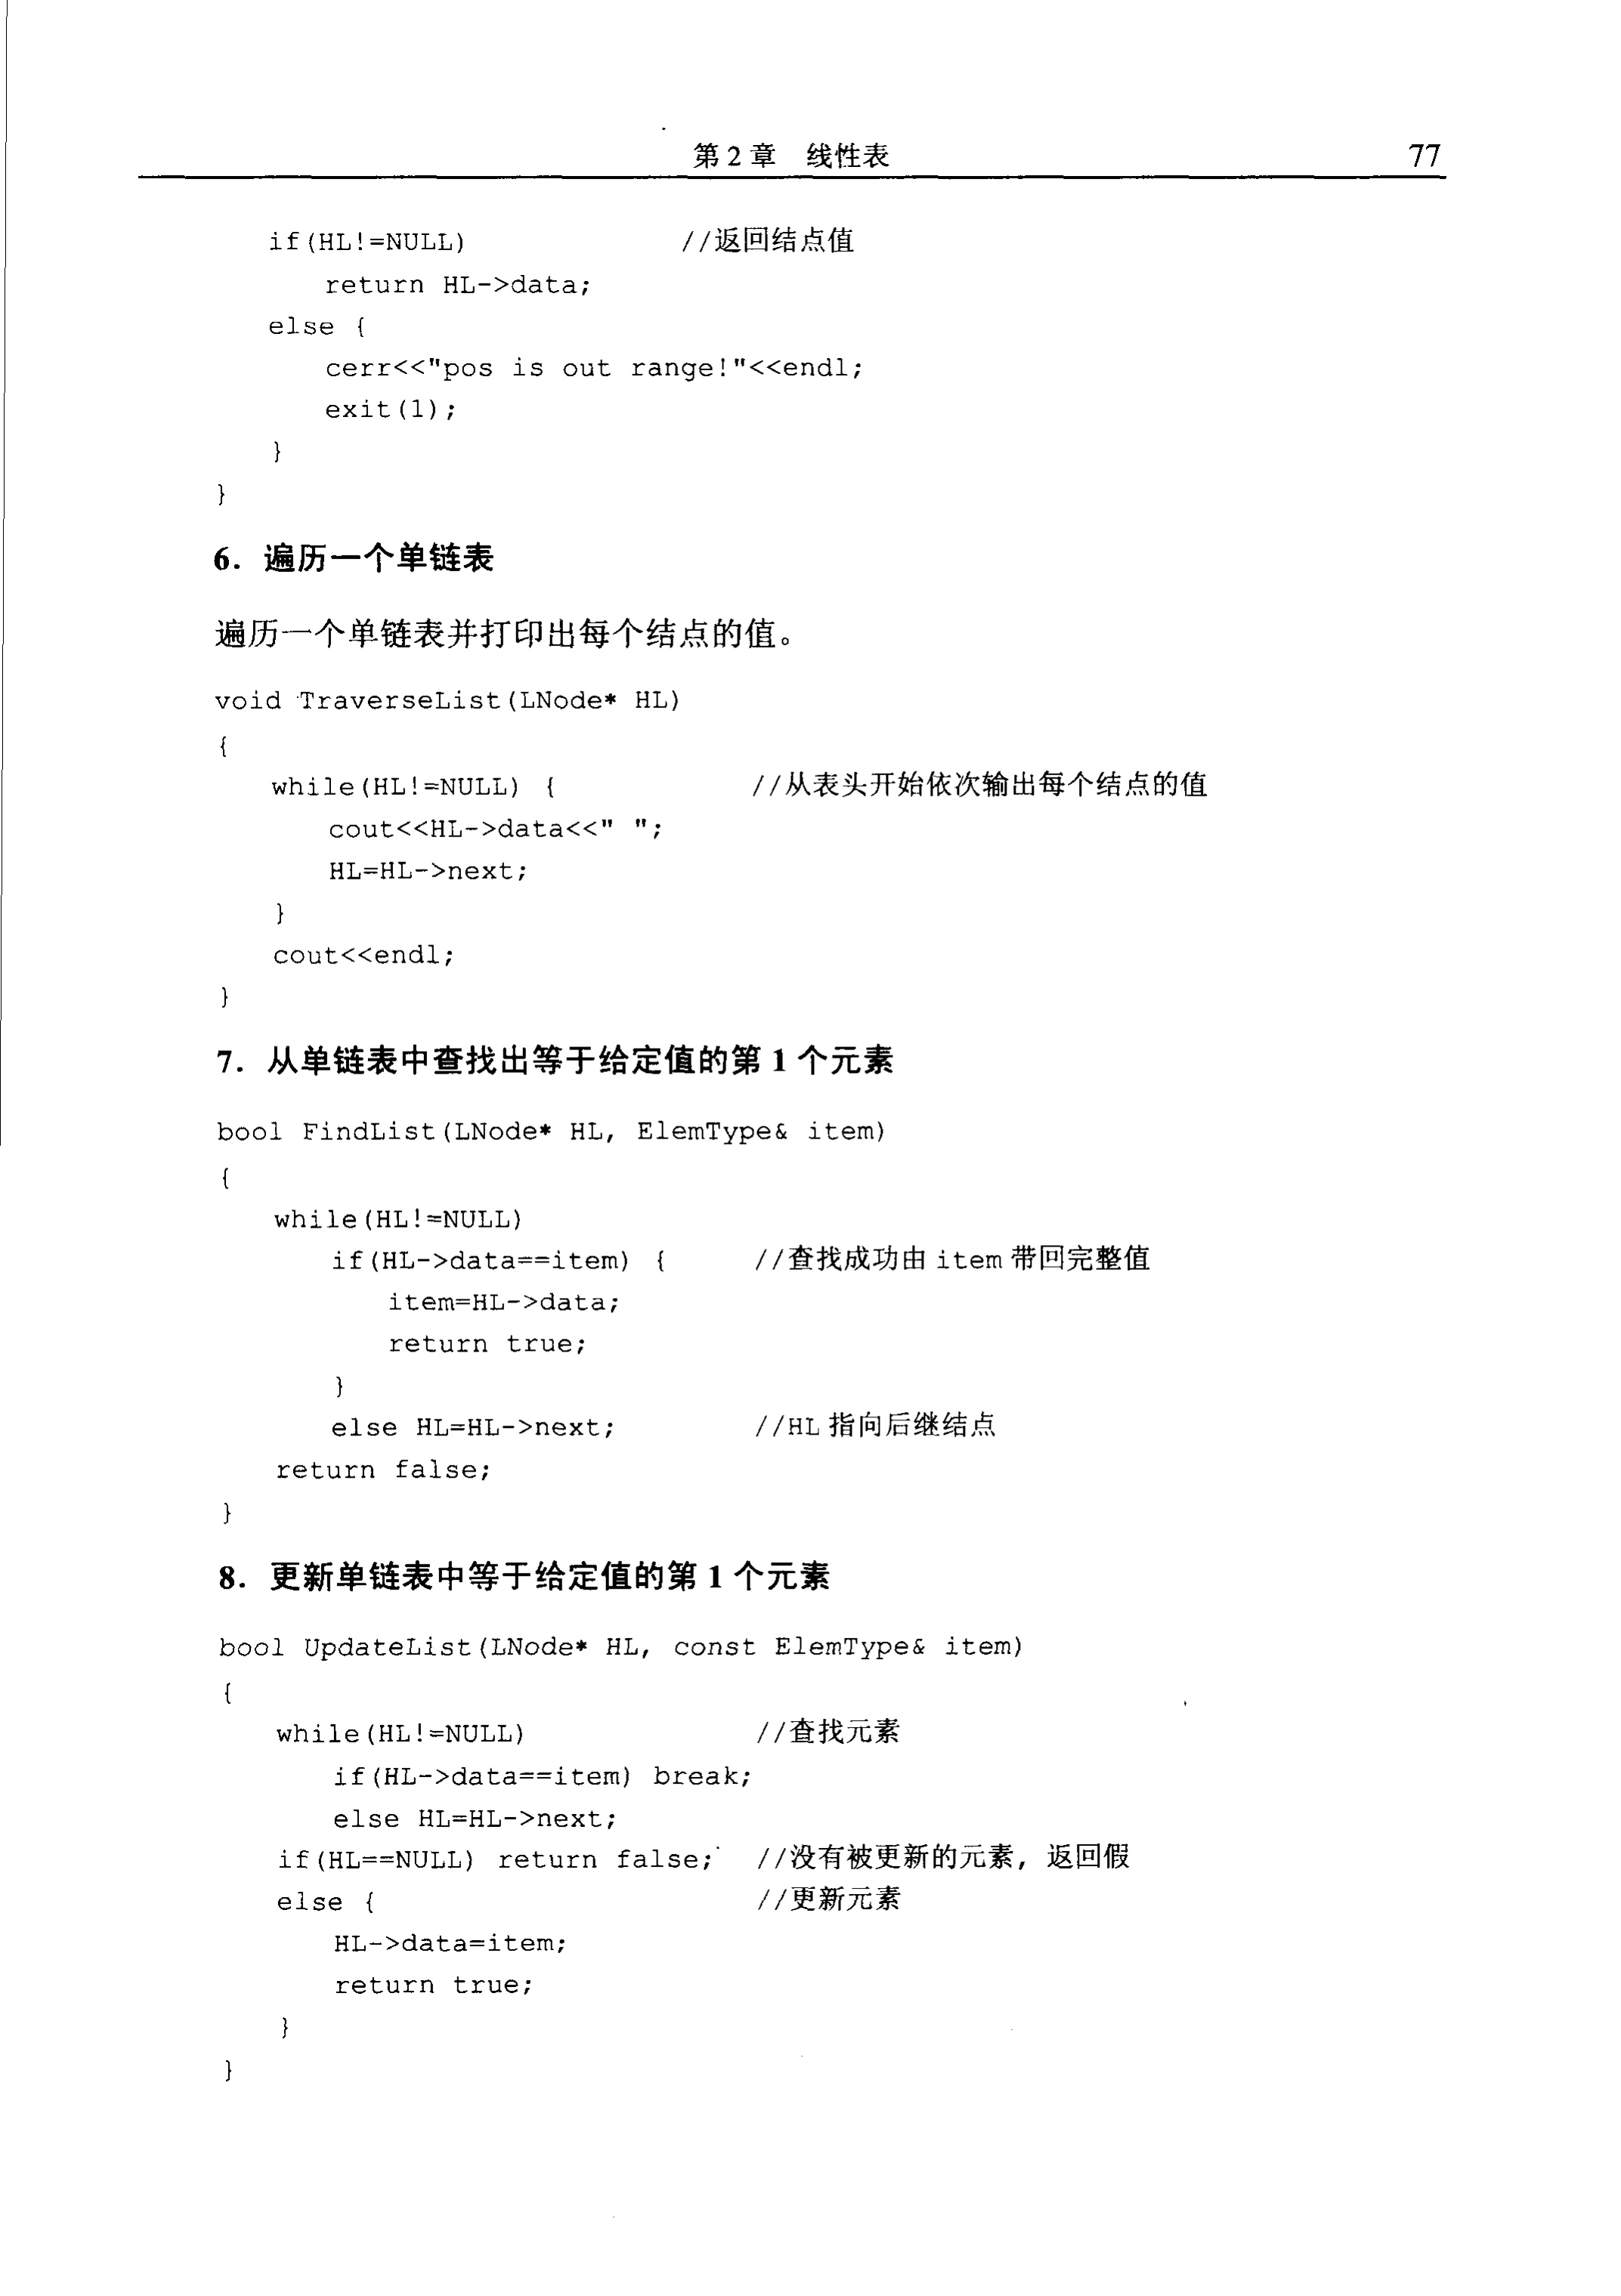 第 2 章 线性表 77
if(HL!=NULL) //返回结点值
return HL->data;
else {
cerr<<"pos is out range!"<<endl;
exit(1);
}
}
6. 遍历一个单链表
遍历一个单链表并打印出每个结点的值。
void TraverseList(LNode* HL)
{
while(HL!=NULL) { //从表头开始依次输出每个结点的值
cout<<HL->data<<" ";
HL=HL->next;
}
cout<<endl;
}
7. 从单链表中查找出等于给定值的第 1 个元素
bool FindList(LNode* HL, ElemType& item)
{
while(HL!=NULL)
if(HL->data==item) { //查找成功由 item 带回完整值
item=HL->data;
return true;
}
else HL=HL->next; //HL 指向后继结点
return false;
}
8. 更新单链表中等于给定值的第 1 个元素
bool UpdateList(LNode* HL, const ElemType& item)
{
while(HL!=NULL) //查找元素
if(HL->data==item) break;
else HL=HL->next;
if(HL==NULL) return false; //没有被更新的元素，返回假
else { //更新元素
HL->data=item;
return true;
}
}